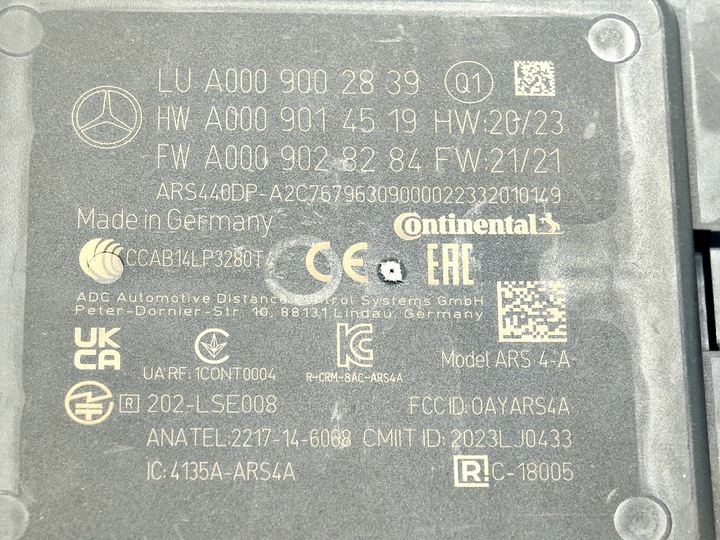 LU A000 900 28 39 Q1
HW A000 901 45 19 HW:20/23
FW A000 902 82 84 FW:21/21
ARS440DP-A2C76796309000022332010149
Made in Germany Continental
CCAB14LP3280T4 CE EAC
ADC Automotive Distance Control Systems GmbH
Peter-Dornier-Str. 10, 88131 Lindau, Germany
UK
CA
Model ARS 4-A
UA RF: 1CONT0004
R-CRM-8AC-ARS4A
R 202-LSE008 FCC ID: OAYARS4A
ANATEL:2217-14-6068 CMIIT ID: 2023LJ0433
IC: 4135A-ARS4A R! C-18005